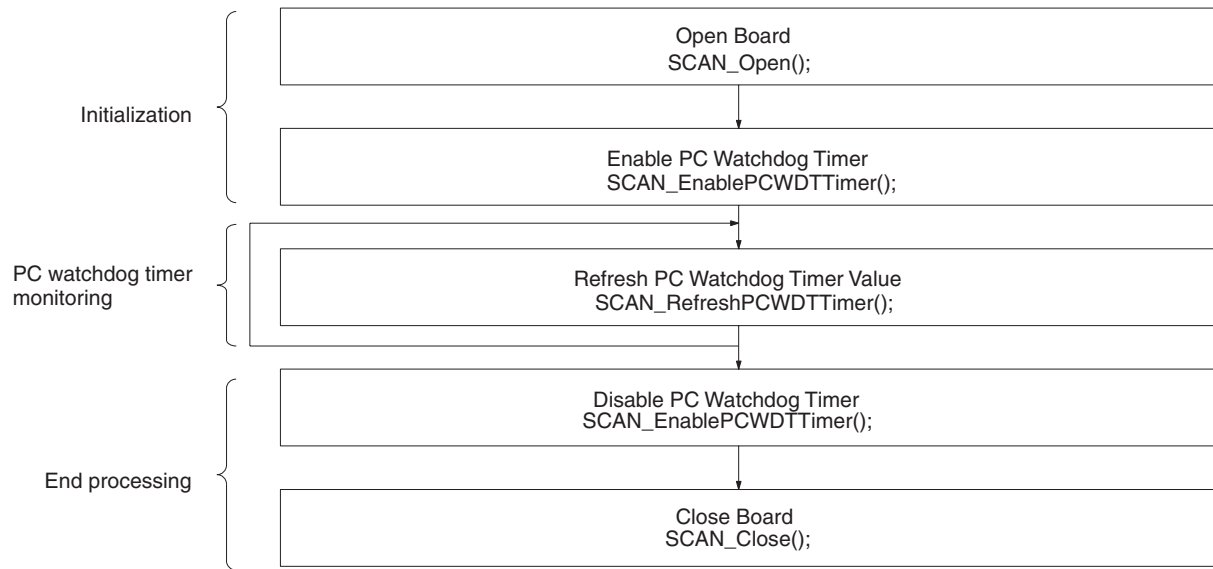 Open Board
SCAN_Open();
Initialization
Enable PC Watchdog Timer
SCAN_EnablePCWDTTimer();
PC watchdog timer
monitoring
Refresh PC Watchdog Timer Value
SCAN_RefreshPCWDTTimer();
Disable PC Watchdog Timer
SCAN_EnablePCWDTTimer();
End processing
Close Board
SCAN_Close();